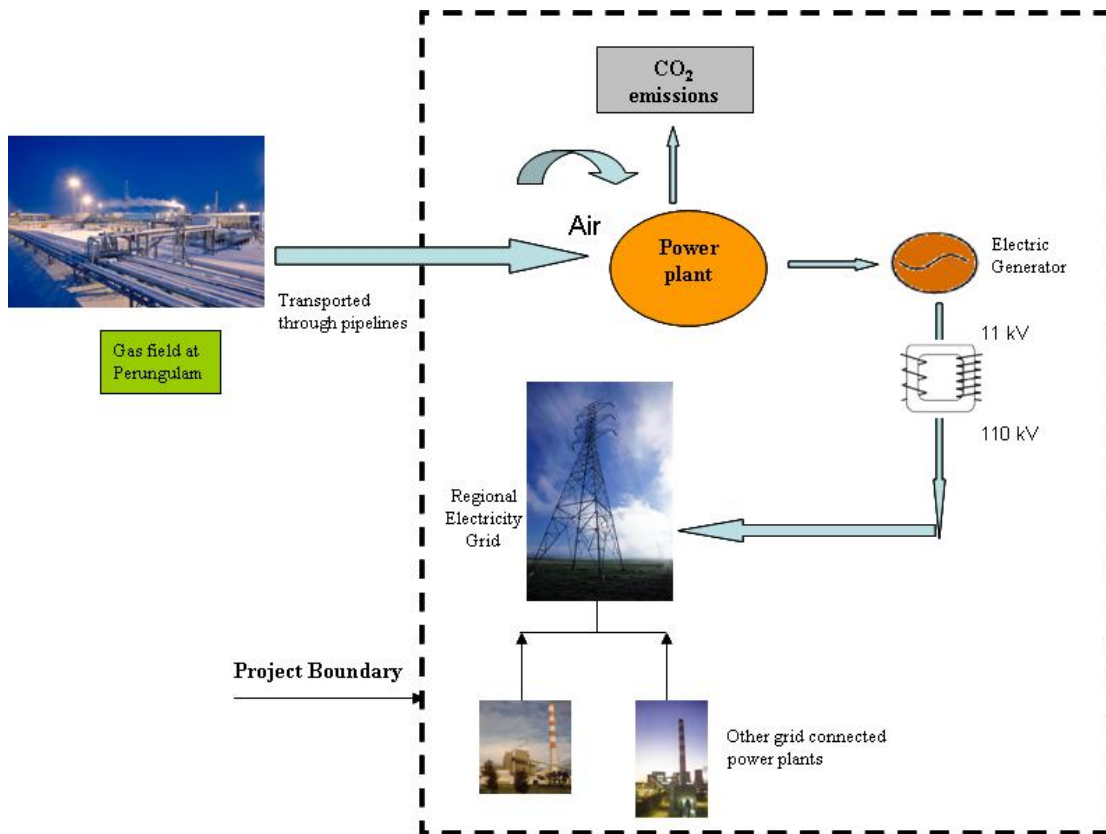 CO₂
emissions
Air
Power
plant
Electric
Generator
Transported
through pipelines
11 kV
Gas field at
Perungulam
110 kV
Regional
Electricity
Grid
Project Boundary
Other grid connected
power plants